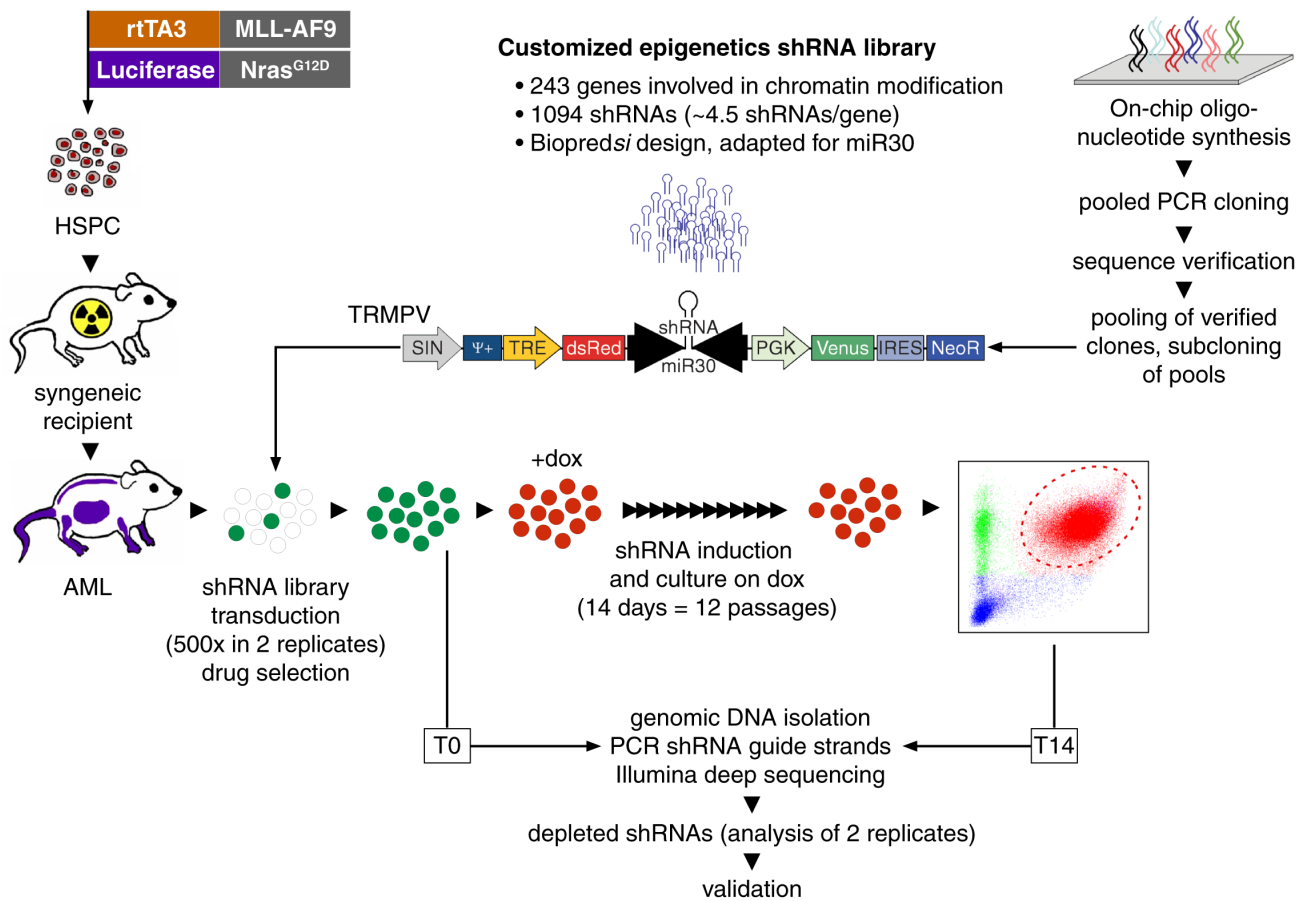 rtTA3 MLL-AF9
Luciferase NrasG12D
HSPC
syngeneic
recipient
AML
Customized epigenetics shRNA library
• 243 genes involved in chromatin modification
• 1094 shRNAs (~4.5 shRNAs/gene)
• Biopredsi design, adapted for miR30
On-chip oligo-
nucleotide synthesis
pooled PCR cloning
sequence verification
pooling of verified
clones, subcloning
of pools
TRMPV
SIN Ψ+ TRE dsRed shRNA miR30 PGK Venus IRES NeoR
shRNA library
transduction
(500x in 2 replicates)
drug selection
+dox
shRNA induction
and culture on dox
(14 days = 12 passages)
T0
T14
genomic DNA isolation
PCR shRNA guide strands
Illumina deep sequencing
depleted shRNAs (analysis of 2 replicates)
validation